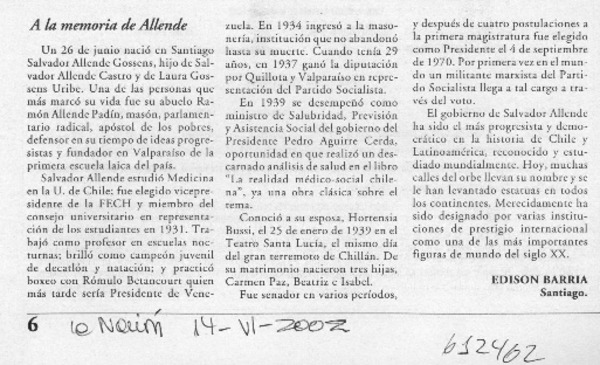 A la memoria de Allende
Un 26 de junio nació en Santiago
Salvador Allende Gossens, hijo de Sal-
vador Allende Castro y de Laura Gos-
sens Uribe. Una de las personas que
más marcó su vida fue su abuelo Ra-
món Allende Padín, masón, parlamen-
tario radical, apóstol de los pobres,
defensor en su tiempo de ideas progre-
sistas y fundador en Valparaíso de la
primera escuela laica del país.
Salvador Allende estudió Medicina
en la U. de Chile; fue elegido vicepre-
sidenre de la FECH y miembro del
consejo universitario en representa-
ción de los estudiantes en 1931. Tra-
bajó como profesor en escuelas noc-
turnas; brilló como campeón juvenil
de decatlón y natación; y practicó
boxeo con Rómulo Betancourt quien
más tarde sería Presidente de Vene-
zuela. En 1934 ingresó a la maso-
nería, institución que no abandonó
hasta su muerte. Cuando tenía 29
años, en 1937 ganó la diputación
por Quillota y Valparaíso en repre-
sentación del Partido Socialista.
En 1939 se desempeñó como
ministro de Salubridad, Previsión
y Asistencia Social del gobierno del
Presidente Pedro Aguirre Cerda,
oportunidad en que realizó un des-
carnado análisis de salud en el libro
"La realidad médico-social chile-
na", ya una obra clásica sobre el
tema.
Conoció a su esposa, Hortensia
Bussi, el 25 de enero de 1939 en el
Teatro Santa Lucía, el mismo día
del gran terremoto de Chillán. De
su matrimonio nacieron tres hijas,
Carmen Paz, Beatriz e Isabel.
Fue senador en varios períodos,
y después de cuatro postulaciones a
la primera magistratura fue elegido
como Presidente el 4 de septiembre
de 1970. Por primera vez en el mun-
do un militante marxista del Parti-
do Socialista llega a tal cargo a tra-
vés del voto.
El gobierno de Salvador Allende
ha sido el más progresista y demo-
crático en la historia de Chile y
Latinoamérica, reconocido y estu-
diado mundialmente. Hoy, muchas
calles del orbe llevan su nombre y se
le han levantado estatuas en todos
los continentes. Merecidamente ha
sido designado por varias institu-
ciones de prestigio internacional
como una de las más importantes
figuras de mundo del siglo XX.
EDISON BARRIA
Santiago.
6 La Nación 14-VI-2002
632462